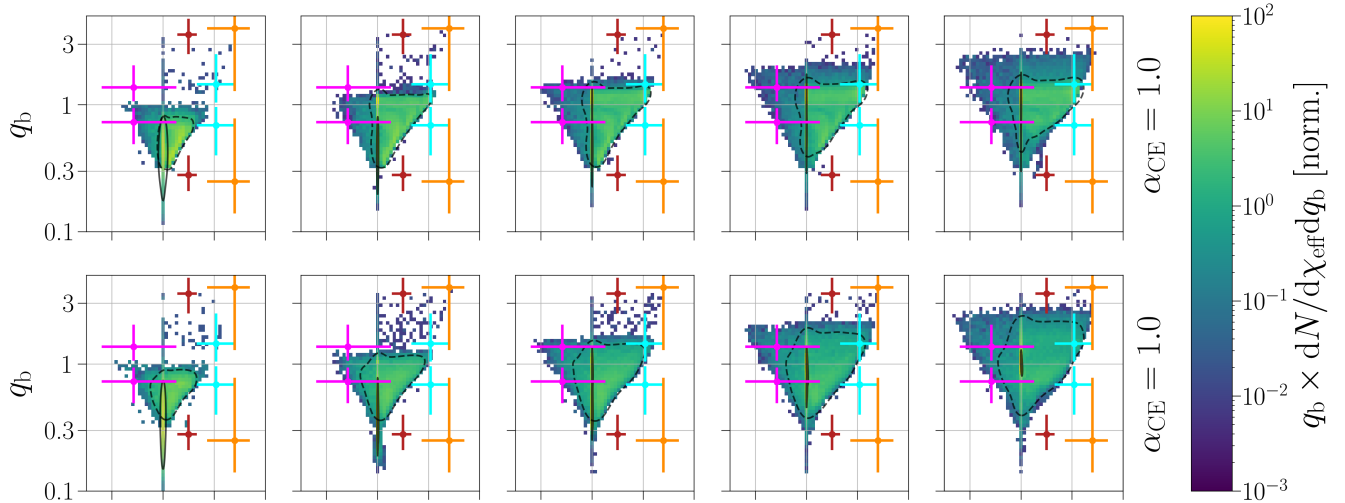 3
1
0.3
0.1
q_b
α_CE = 1.0
3
1
0.3
0.1
q_b
α_CE = 1.0
10^2
10^1
10^0
10^−1
10^−2
10^−3
q_b × dN/dχ_eff dq_b [norm.]